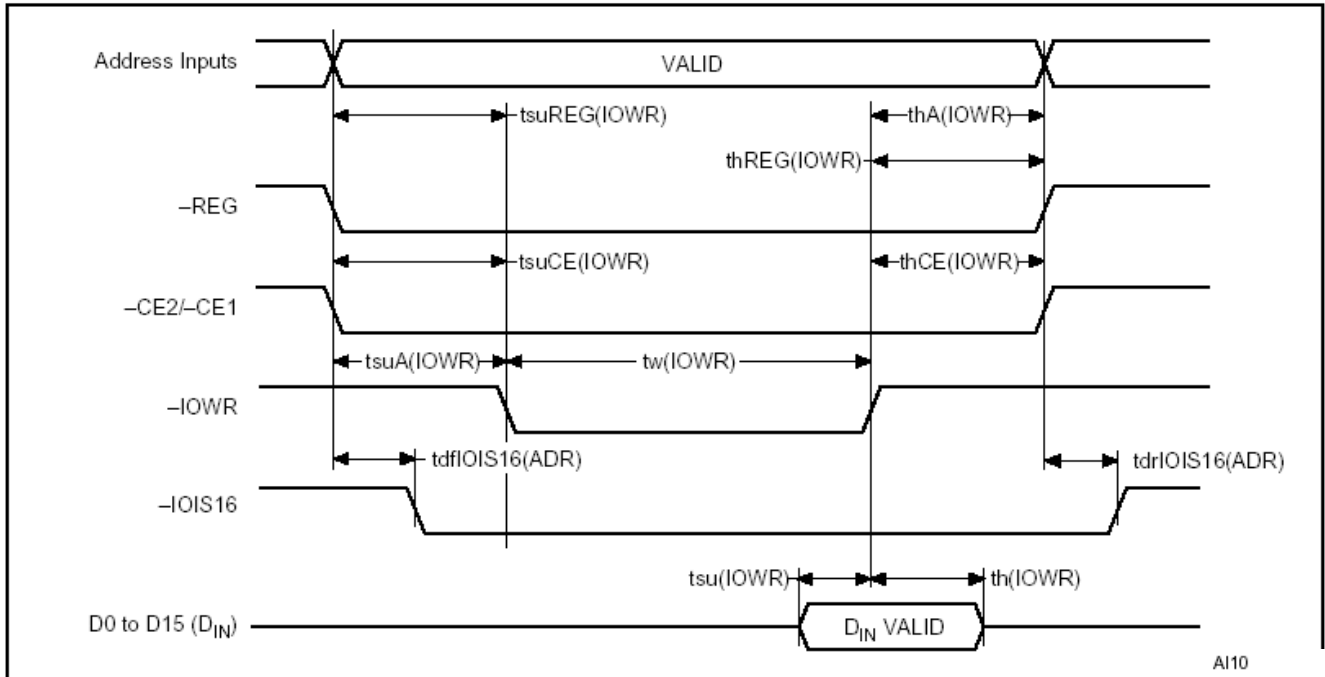 Address Inputs VALID
tsuREG(IOWR) thA(IOWR)
thREG(IOWR)
–REG
tsuCE(IOWR) thCE(IOWR)
–CE2/–CE1
tsuA(IOWR) tw(IOWR)
–IOWR
tdfIOIS16(ADR) tdrIOIS16(ADR)
–IOIS16
tsu(IOWR) th(IOWR)
D0 to D15 (DIN) DIN VALID
AI10